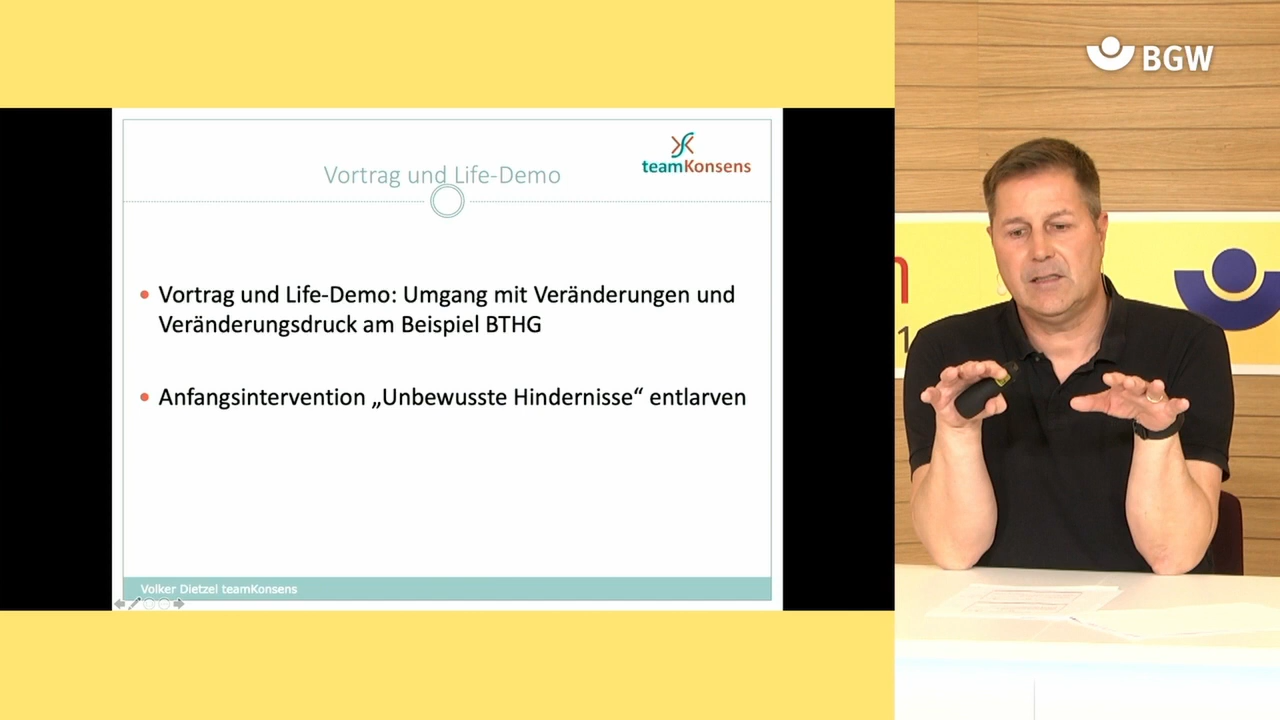 BGW
teamKonsens
Vortrag und Life-Demo
• Vortrag und Life-Demo: Umgang mit Veränderungen und
Veränderungsdruck am Beispiel BTHG
• Anfangsintervention „Unbewusste Hindernisse“ entlarven
Volker Dietzel teamKonsens